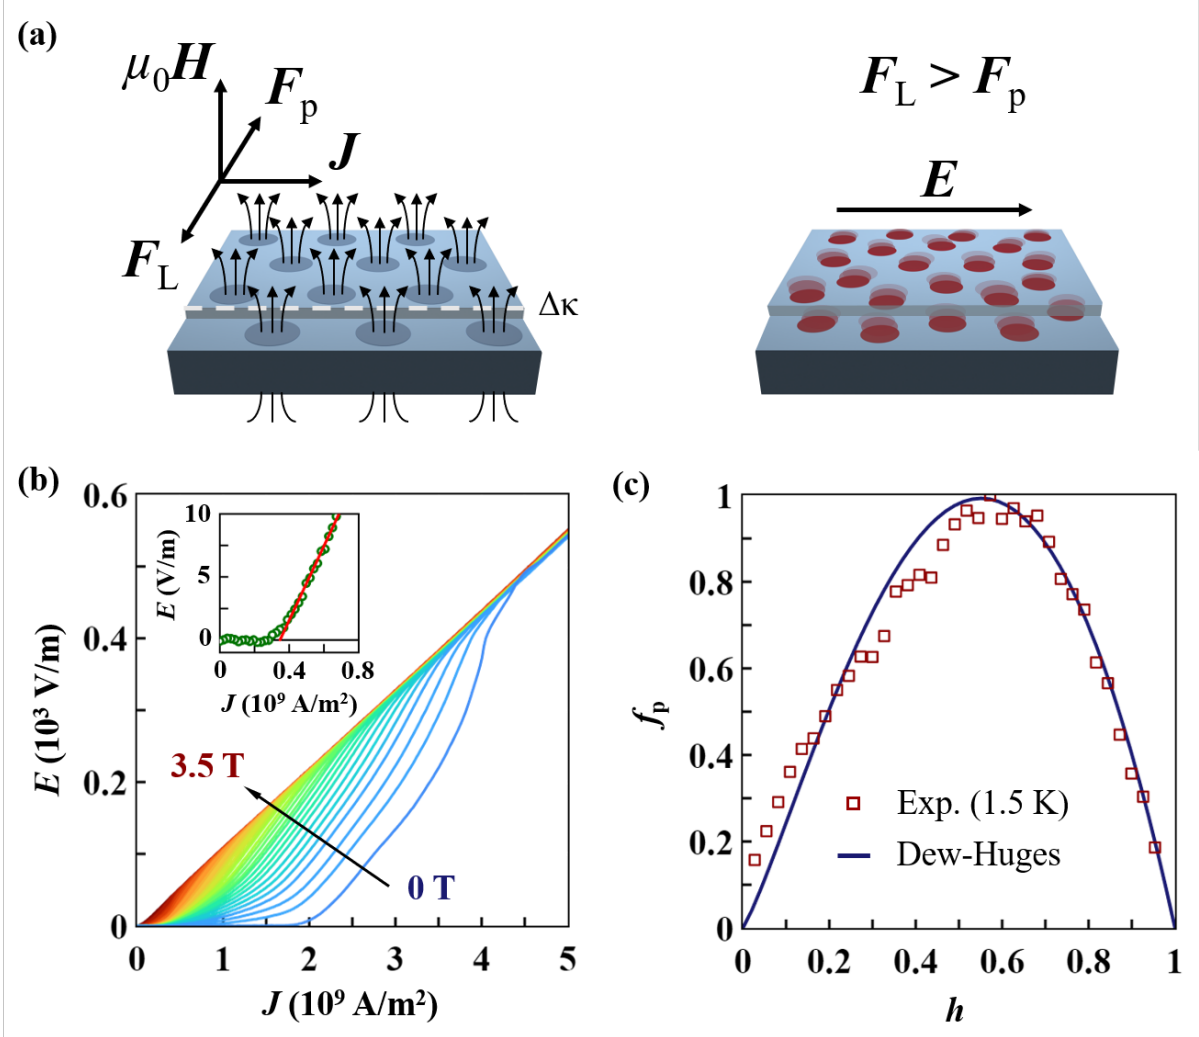 (a)
μ₀H
Fₚ
J
F_L
Δκ
F_L > Fₚ
E
(b)
E (10³ V/m)
0.6
0.4
0.2
0
0 1 2 3 4 5
J (10⁹ A/m²)
3.5 T
0 T
E (V/m)
10
5
0
0 0.4 0.8
J (10⁹ A/m²)
(c)
fₚ
1
0.8
0.6
0.4
0.2
0
0 0.2 0.4 0.6 0.8 1
h
Exp. (1.5 K)
Dew-Huges